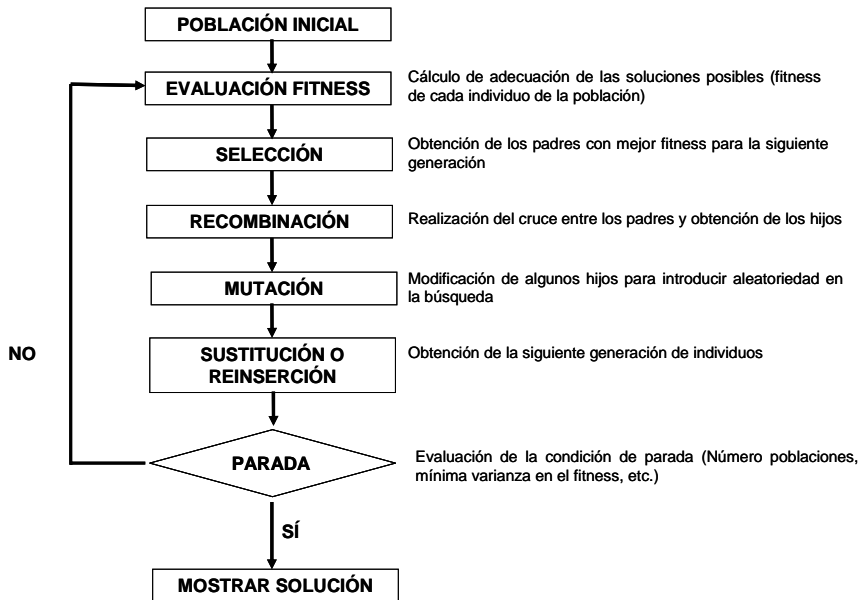 POBLACIÓN INICIAL
EVALUACIÓN FITNESS
Cálculo de adecuación de las soluciones posibles (fitness
de cada individuo de la población)
SELECCIÓN
Obtención de los padres con mejor fitness para la siguiente
generación
RECOMBINACIÓN
Realización del cruce entre los padres y obtención de los hijos
MUTACIÓN
Modificación de algunos hijos para introducir aleatoriedad en
la búsqueda
NO
SUSTITUCIÓN O
REINSERCIÓN
Obtención de la siguiente generación de individuos
PARADA
Evaluación de la condición de parada (Número poblaciones,
mínima varianza en el fitness, etc.)
SÍ
MOSTRAR SOLUCIÓN